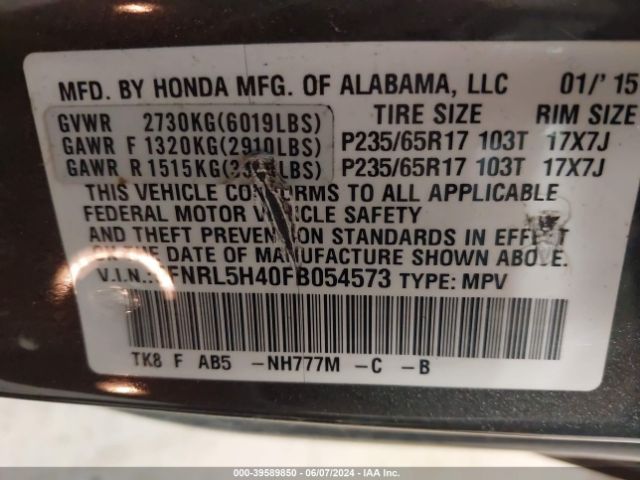 MFD. BY HONDA MFG. OF ALABAMA, LLC 01/'15
TIRE SIZE RIM SIZE
GVWR 2730KG(6019LBS)
GAWR F 1320KG(2910LBS) P235/65R17 103T 17X7J
GAWR R 1515KG( LBS) P235/65R17 103T 17X7J
THIS VEHICLE CONFORMS TO ALL APPLICABLE
FEDERAL MOTOR VEHICLE SAFETY
AND THEFT PREVENTION STANDARDS IN EFFECT
ON THE DATE OF MANUFACTURE SHOWN ABOVE.
V.I.N.: FNRL5H40FB054573 TYPE: MPV
TK8 F AB5 -NH777M -C -B
000-39589850 | 06/07/2024 | IAA Inc.